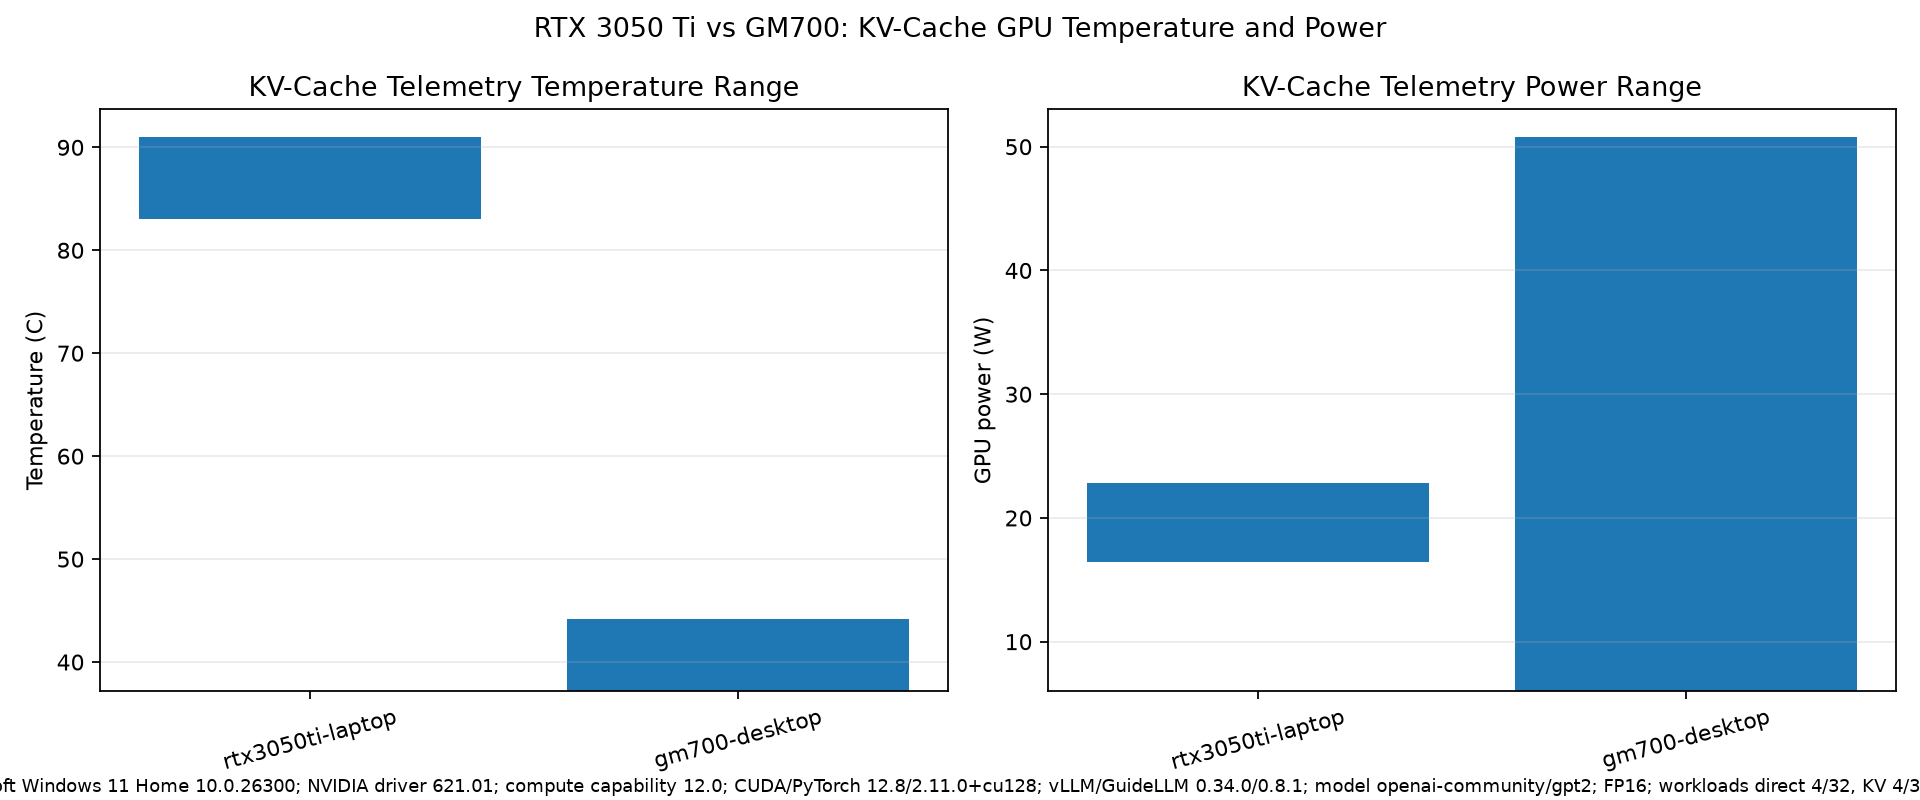 RTX 3050 Ti vs GM700: KV-Cache GPU Temperature and Power
KV-Cache Telemetry Temperature Range
Temperature (C)
90
80
70
60
50
40
rtx3050ti-laptop
gm700-desktop
KV-Cache Telemetry Power Range
GPU power (W)
50
40
30
20
10
rtx3050ti-laptop
gm700-desktop
Windows 11 Home 10.0.26300; NVIDIA driver 621.01; compute capability 12.0; CUDA/PyTorch 12.8/2.11.0+cu128; vLLM/GuideLLM 0.34.0/0.8.1; model openai-community/gpt2; FP16; workloads direct 4/32, KV